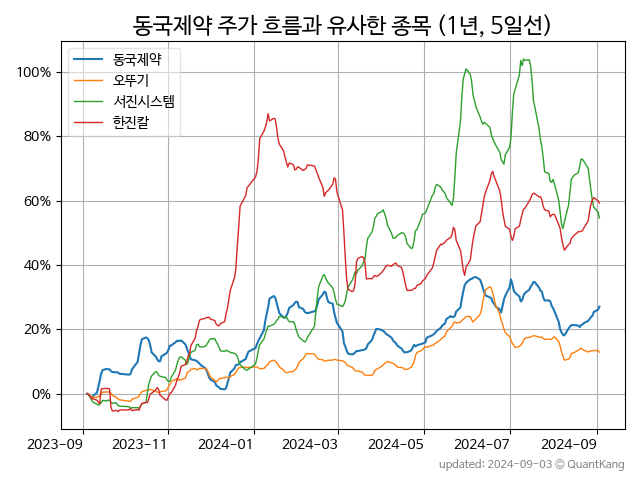 동국제약 주가 흐름과 유사한 종목 (1년, 5일선)
동국제약
오뚜기
서진시스템
한진칼
100%
80%
60%
40%
20%
0%
2023-09 2023-11 2024-01 2024-03 2024-05 2024-07 2024-09
updated: 2024-09-03 © QuantKang